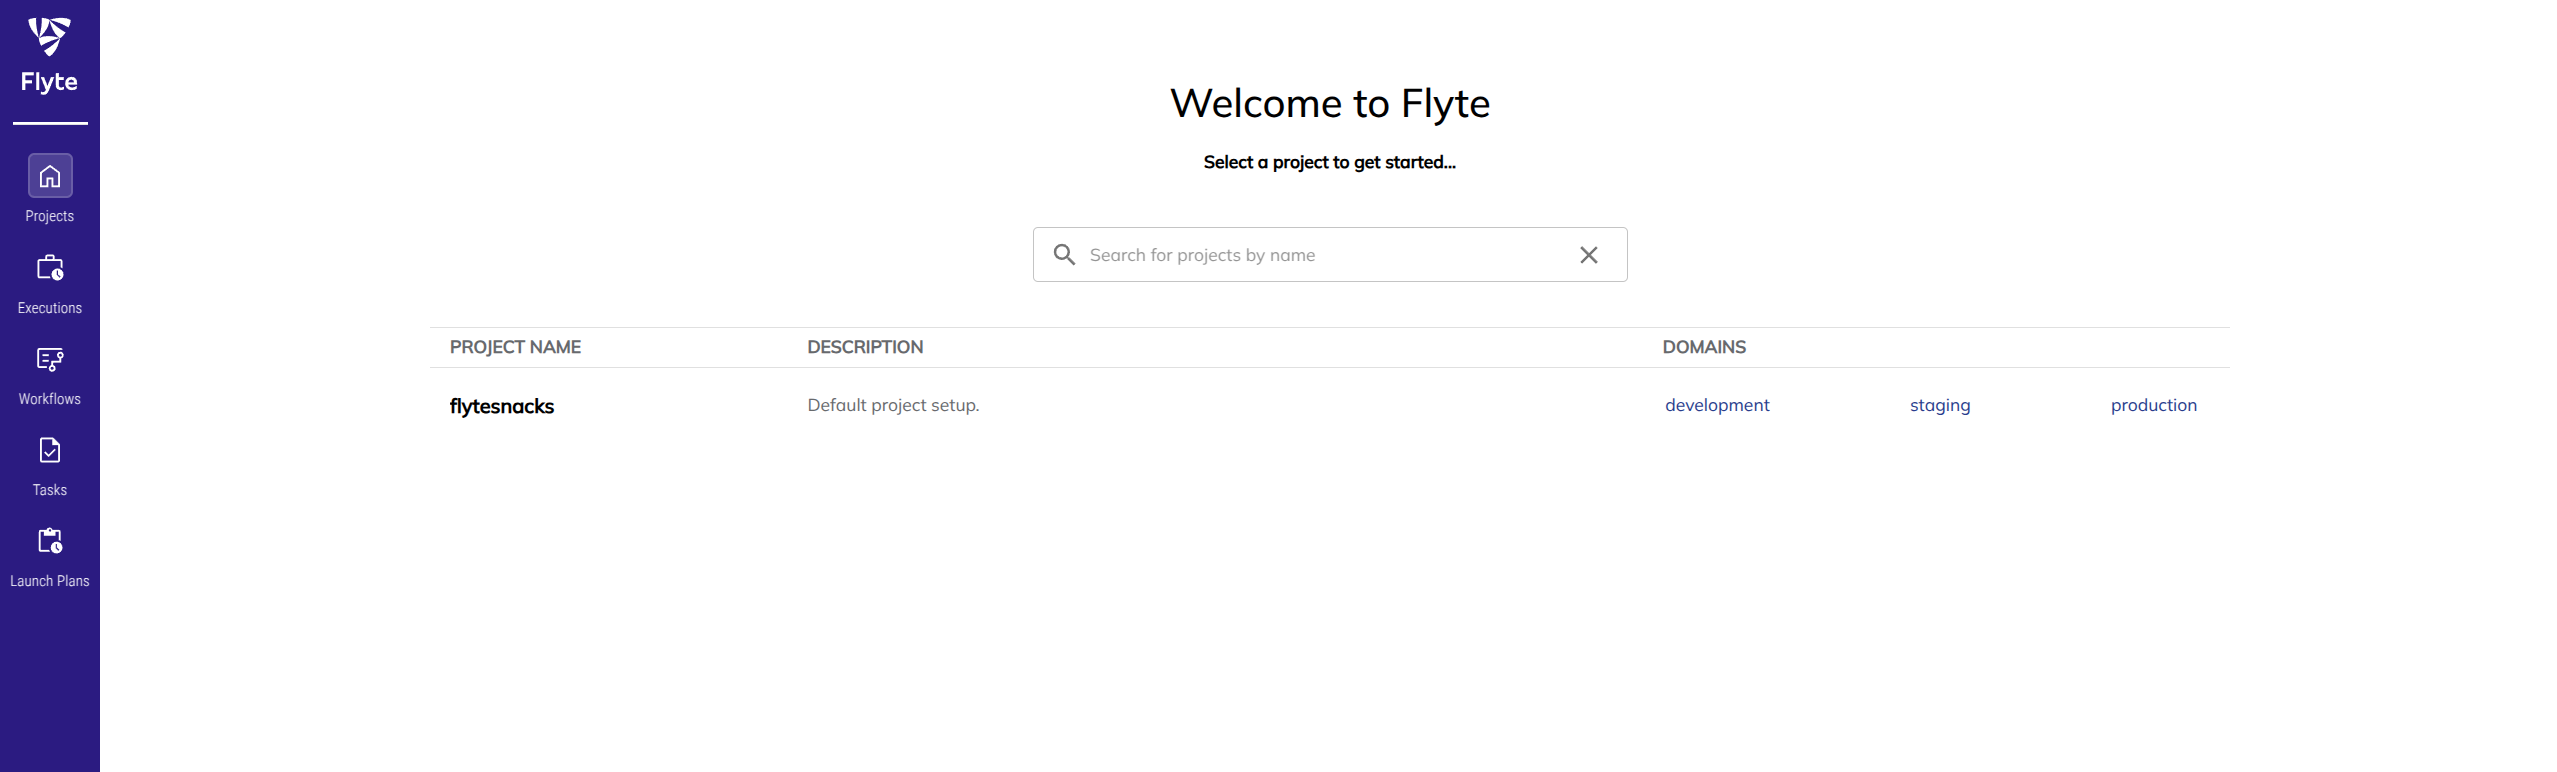 Flyte
Projects
Executions
Workflows
Tasks
Launch Plans
Welcome to Flyte
Select a project to get started...
Search for projects by name
PROJECT NAME DESCRIPTION DOMAINS
flytesnacks Default project setup. development staging production